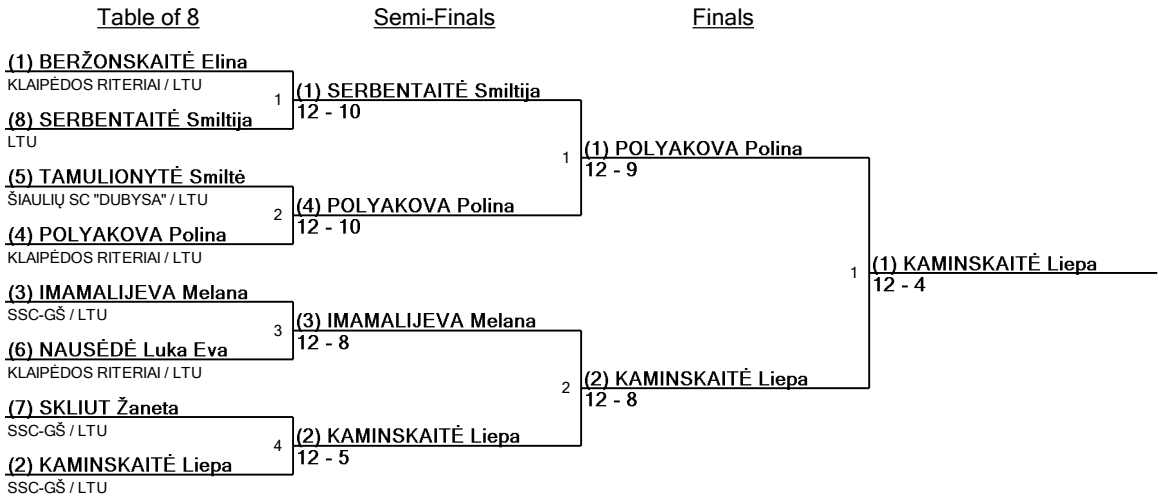 Table of 8
Semi-Finals
Finals
(1) BERŽONSKAITĖ Elina
KLAIPĖDOS RITERIAI / LTU
1
(1) SERBENTAITĖ Smiltija
12 - 10
(8) SERBENTAITĖ Smiltija
LTU
1
(1) POLYAKOVA Polina
12 - 9
(5) TAMULIONYTĖ Smiltė
ŠIAULIŲ SC "DUBYSA" / LTU
2
(4) POLYAKOVA Polina
12 - 10
(4) POLYAKOVA Polina
KLAIPĖDOS RITERIAI / LTU
1
(1) KAMINSKAITĖ Liepa
12 - 4
(3) IMAMALIJEVA Melana
SSC-GŠ / LTU
3
(3) IMAMALIJEVA Melana
12 - 8
(6) NAUSĖDĖ Luka Eva
KLAIPĖDOS RITERIAI / LTU
2
(2) KAMINSKAITĖ Liepa
12 - 8
(7) SKLIUT Žaneta
SSC-GŠ / LTU
4
(2) KAMINSKAITĖ Liepa
12 - 5
(2) KAMINSKAITĖ Liepa
SSC-GŠ / LTU